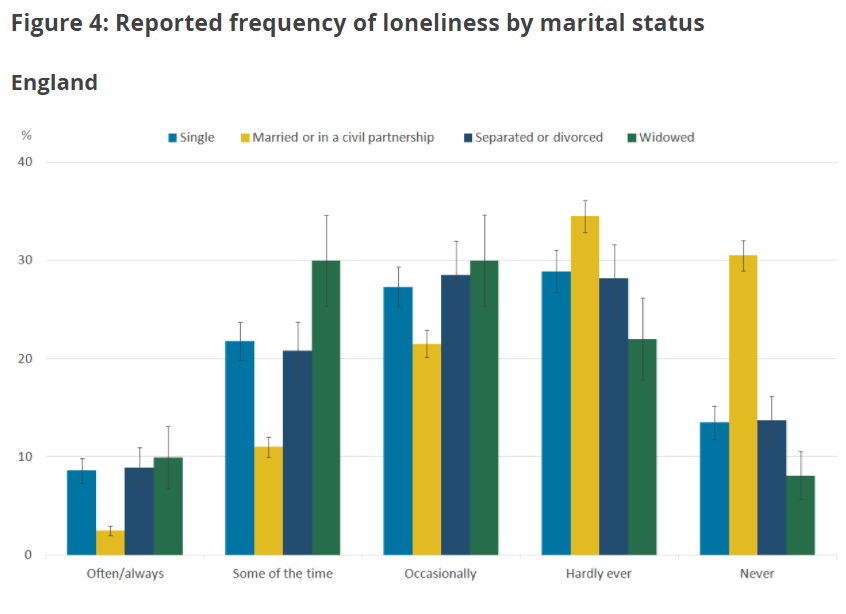 Figure 4: Reported frequency of loneliness by marital status
England
%
Single Married or in a civil partnership Separated or divorced Widowed
40
30
20
10
0
Often/always Some of the time Occasionally Hardly ever Never